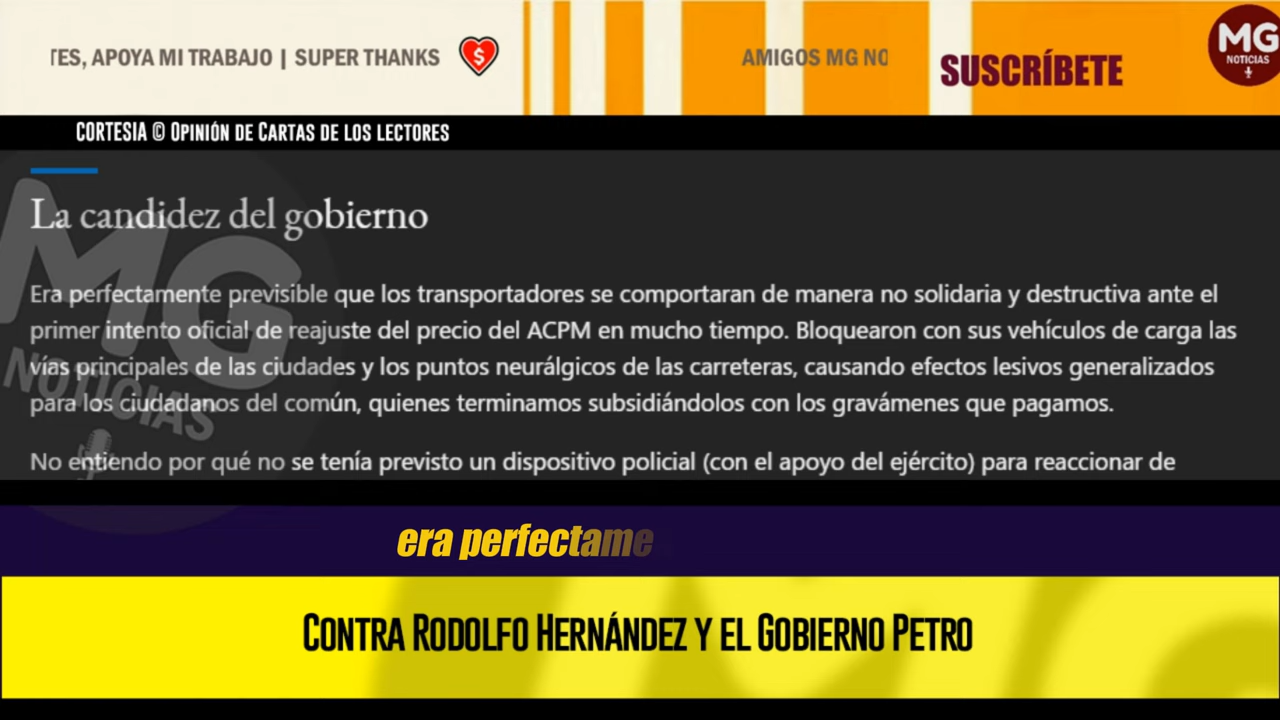 TES, APOYA MI TRABAJO | SUPER THANKS
AMIGOS MG NO
SUSCRÍBETE
MG
NOTICIAS
CORTESIA © OPINIÓN DE CARTAS DE LOS LECTORES
La candidez del gobierno
Era perfectamente previsible que los transportadores se comportaran de manera no solidaria y destructiva ante el
primer intento oficial de reajuste del precio del ACPM en mucho tiempo. Bloquearon con sus vehículos de carga las
vías principales de las ciudades y los puntos neurálgicos de las carreteras, causando efectos lesivos generalizados
para los ciudadanos del común, quienes terminamos subsidiándolos con los gravámenes que pagamos.
No entiendo por qué no se tenía previsto un dispositivo policial (con el apoyo del ejército) para reaccionar de
MG
NOTICIAS
era perfectame
CONTRA RODOLFO HERNÁNDEZ Y EL GOBIERNO PETRO